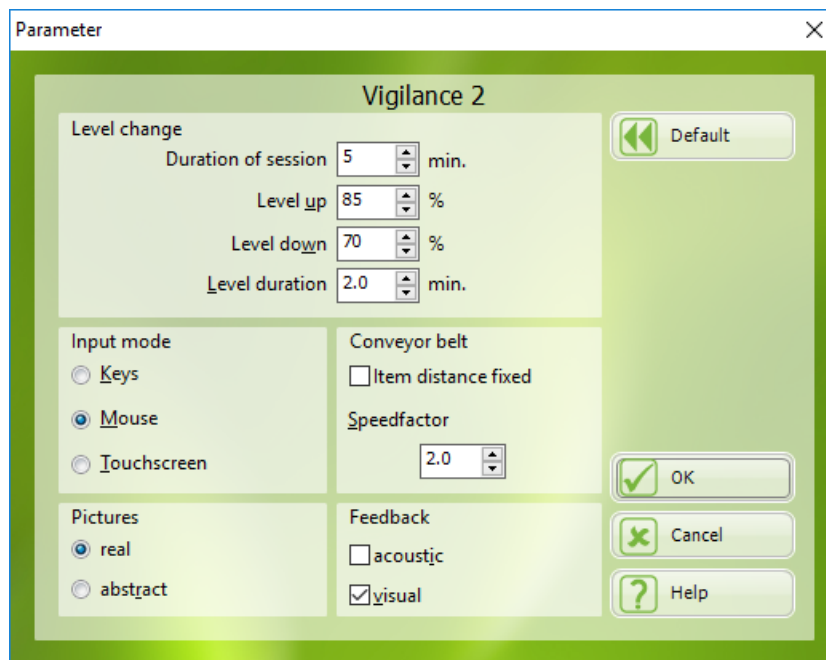 Parameter
Vigilance 2
Level change
Duration of session 5 min.
Level up 85 %
Level down 70 %
Level duration 2.0 min.
Default
Input mode
Keys
Mouse
Touchscreen
Conveyor belt
Item distance fixed
Speedfactor
2.0
Pictures
real
abstract
Feedback
acoustic
visual
OK
Cancel
Help